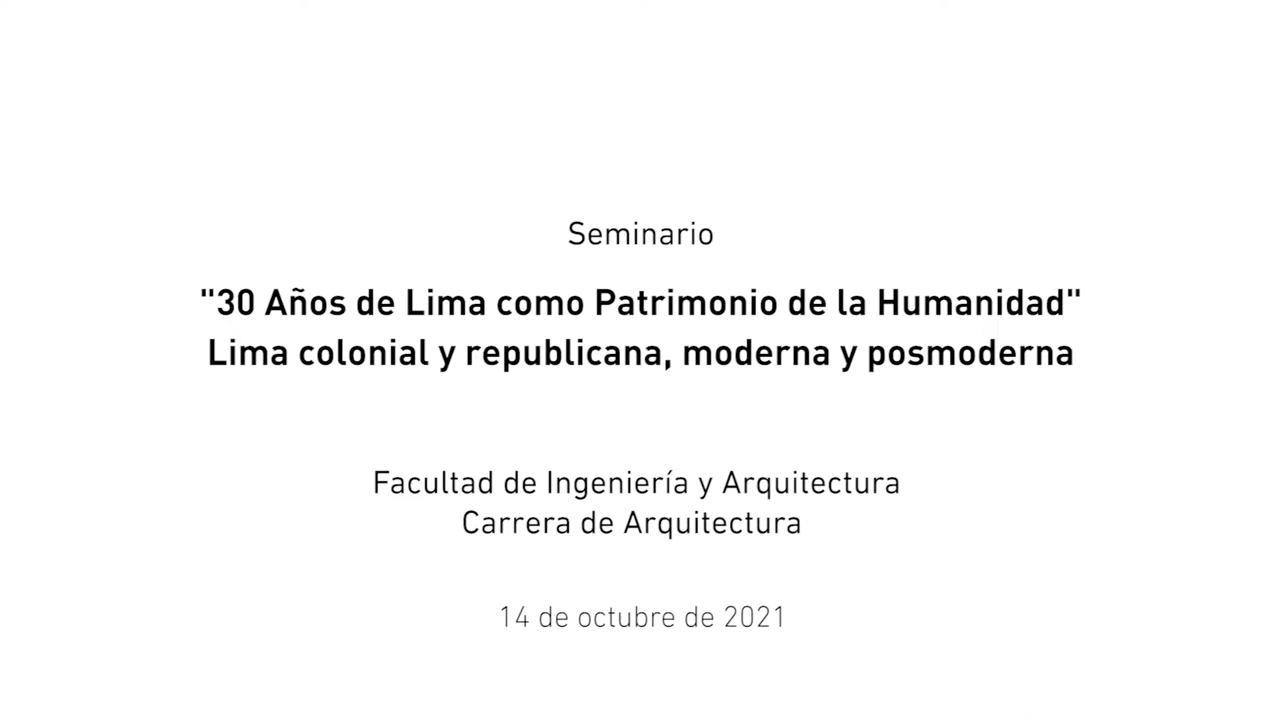 Seminario
"30 Años de Lima como Patrimonio de la Humanidad"
Lima colonial y republicana, moderna y posmoderna
Facultad de Ingeniería y Arquitectura
Carrera de Arquitectura
14 de octubre de 2021